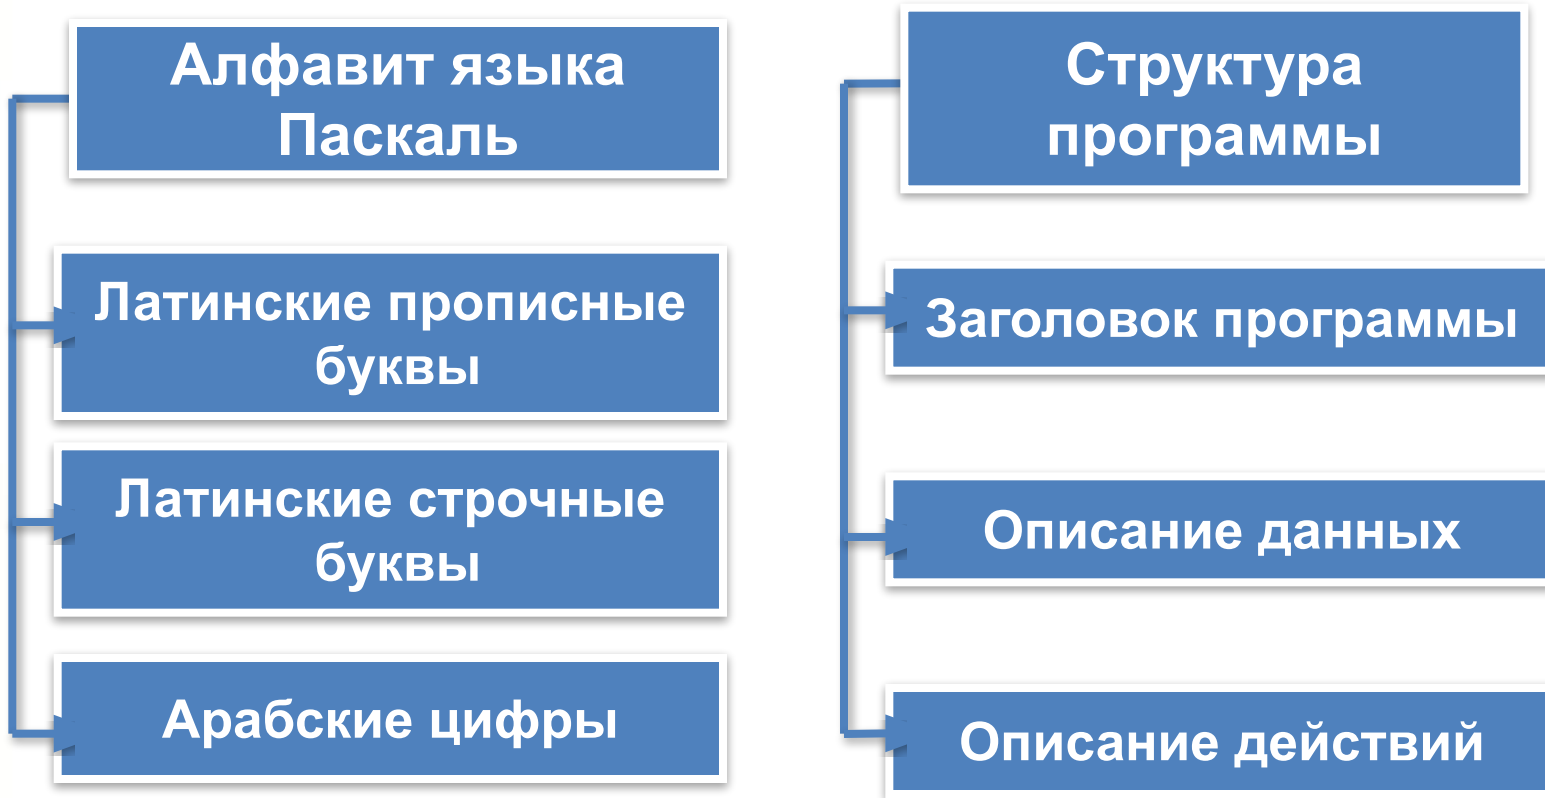 Алфавит языка
Паскаль
Латинские прописные
буквы
Латинские строчные
буквы
Арабские цифры
Структура
программы
Заголовок программы
Описание данных
Описание действий